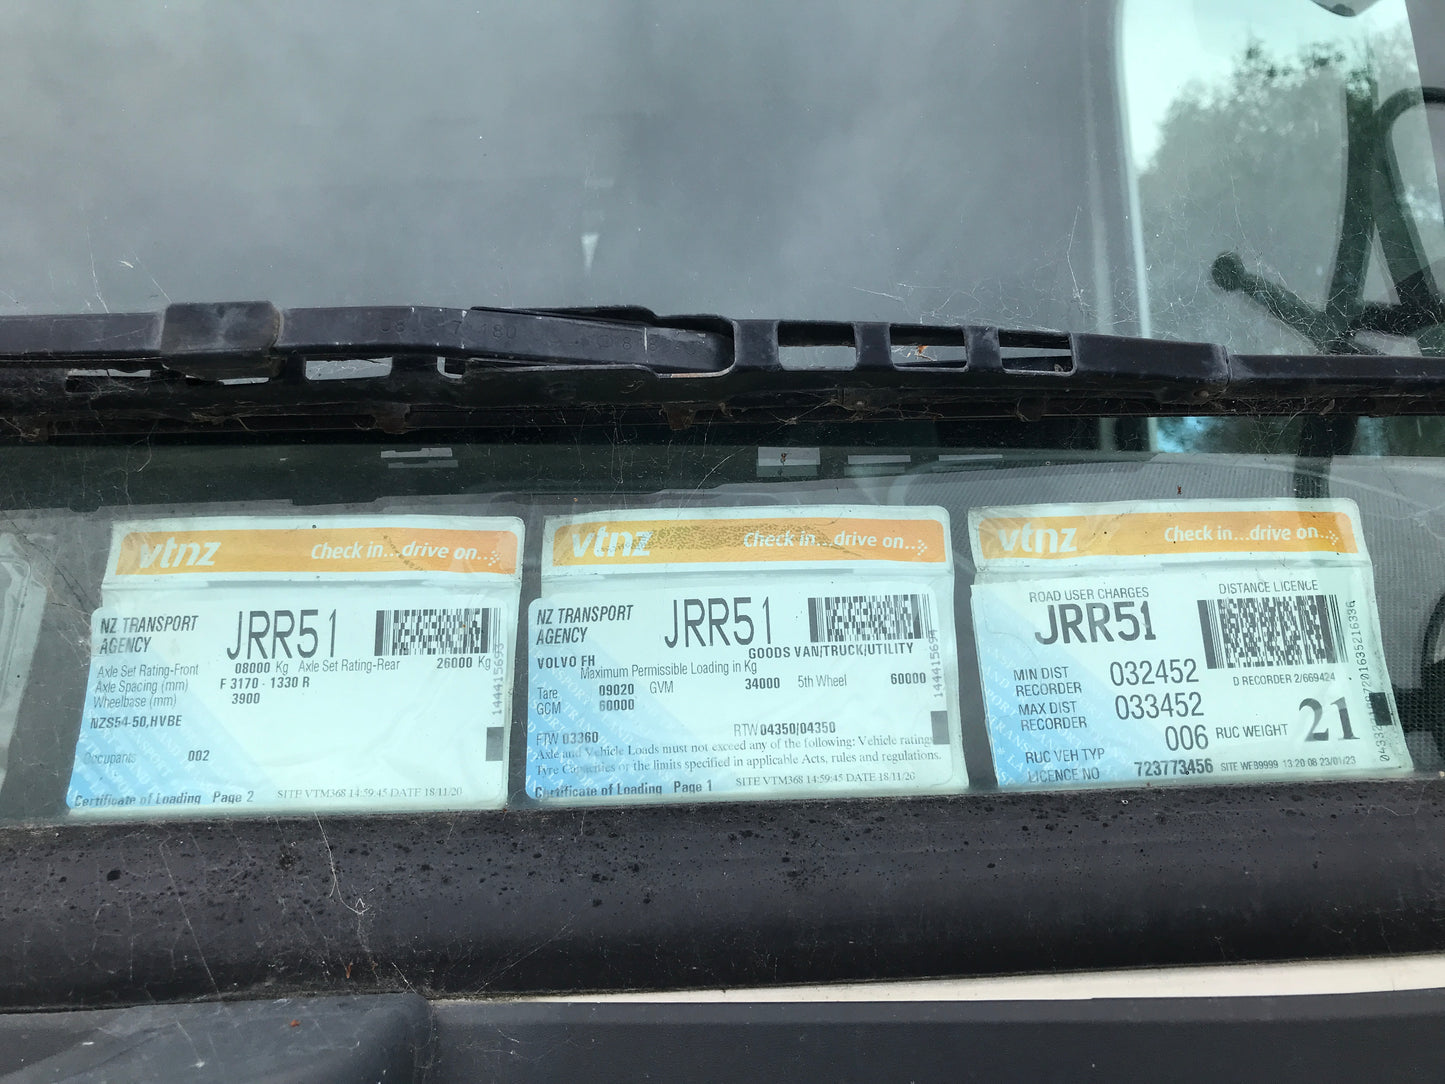 vtnz Check in...drive on...
NZ TRANSPORT
AGENCY
JRR51
Axle Set Rating-Front 08000 Kg Axle Set Rating-Rear 26000 Kg
Axle Spacing (mm) F 3170 - 1330 R
Wheelbase (mm) 3900
NZS54-50,HVBE
Occupants 002
Certificate of Loading Page 2 SITE VTM368 14:59:45 DATE 18/11/20
vtnz Check in...drive on...
NZ TRANSPORT
AGENCY
JRR51
GOODS VAN/TRUCK/UTILITY
VOLVO FH
Maximum Permissible Loading in Kg
Tare 09020 GVM 34000 5th Wheel 60000
GCM 60000
FTW 03360 RTW 04350/04350
Axle and Vehicle Loads must not exceed any of the following: Vehicle rating
Tyre Capacities or the limits specified in applicable Acts, rules and regulations.
Certificate of Loading Page 1 SITE VTM368 14:59:45 DATE 18/11/20
vtnz Check in...drive on...
ROAD USER CHARGES DISTANCE LICENCE
JRR51
MIN DIST
RECORDER 032452
D RECORDER 2/669424
MAX DIST
RECORDER 033452
RUC VEH TYP 006 RUC WEIGHT 21
LICENCE NO 723773456 SITE WEB9999 13:20:06 23/01/23